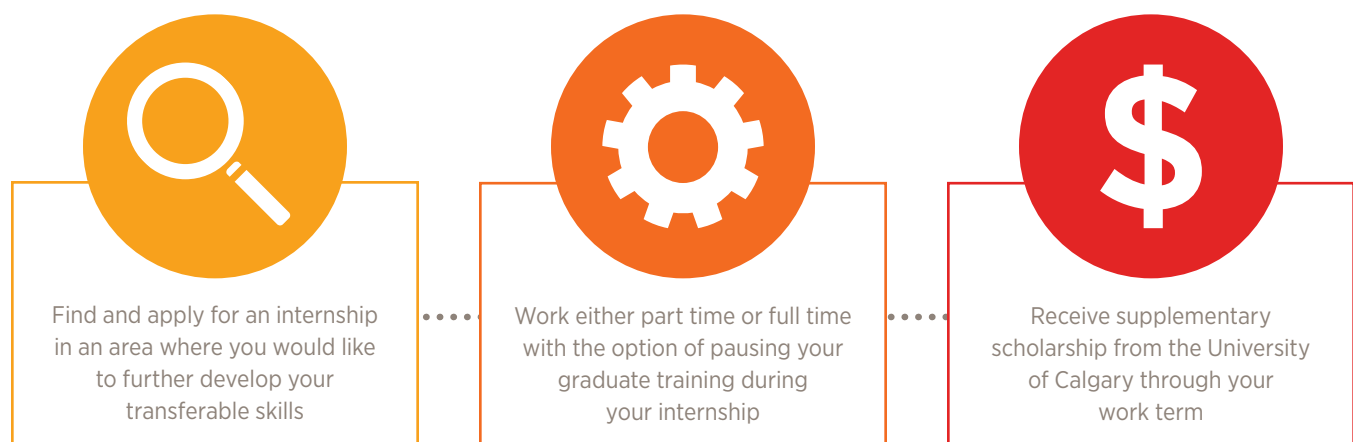 Find and apply for an internship
in an area where you would like
to further develop your
transferable skills
Work either part time or full time
with the option of pausing your
graduate training during
your internship
$
Receive supplementary
scholarship from the University
of Calgary through your
work term